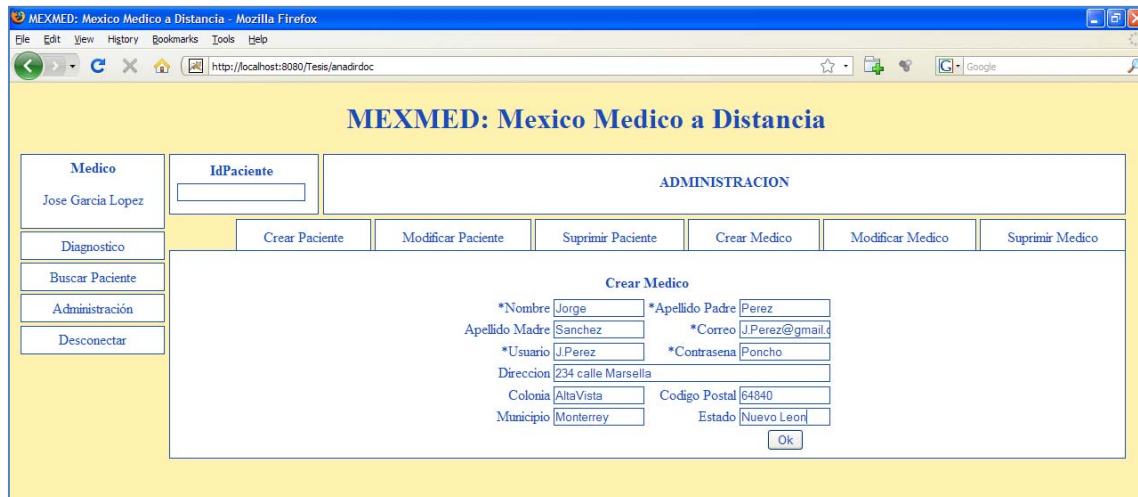 MEXMED: Mexico Medico a Distancia - Mozilla Firefox
File Edit View History Bookmarks Tools Help
http://localhost:8080/Tesis/anadirdoc
G Google
MEXMED: Mexico Medico a Distancia
Medico
Jose Garcia Lopez
IdPaciente
ADMINISTRACION
Diagnostico
Buscar Paciente
Administración
Desconectar
Crear Paciente Modificar Paciente Suprimir Paciente Crear Medico Modificar Medico Suprimir Medico
Crear Medico
*Nombre Jorge *Apellido Padre Perez
Apellido Madre Sanchez *Correo J.Perez@gmail.c
*Usuario J.Perez *Contrasena Poncho
Direccion 234 calle Marsella
Colonia AltaVista Codigo Postal 64840
Municipio Monterrey Estado Nuevo Leon
Ok